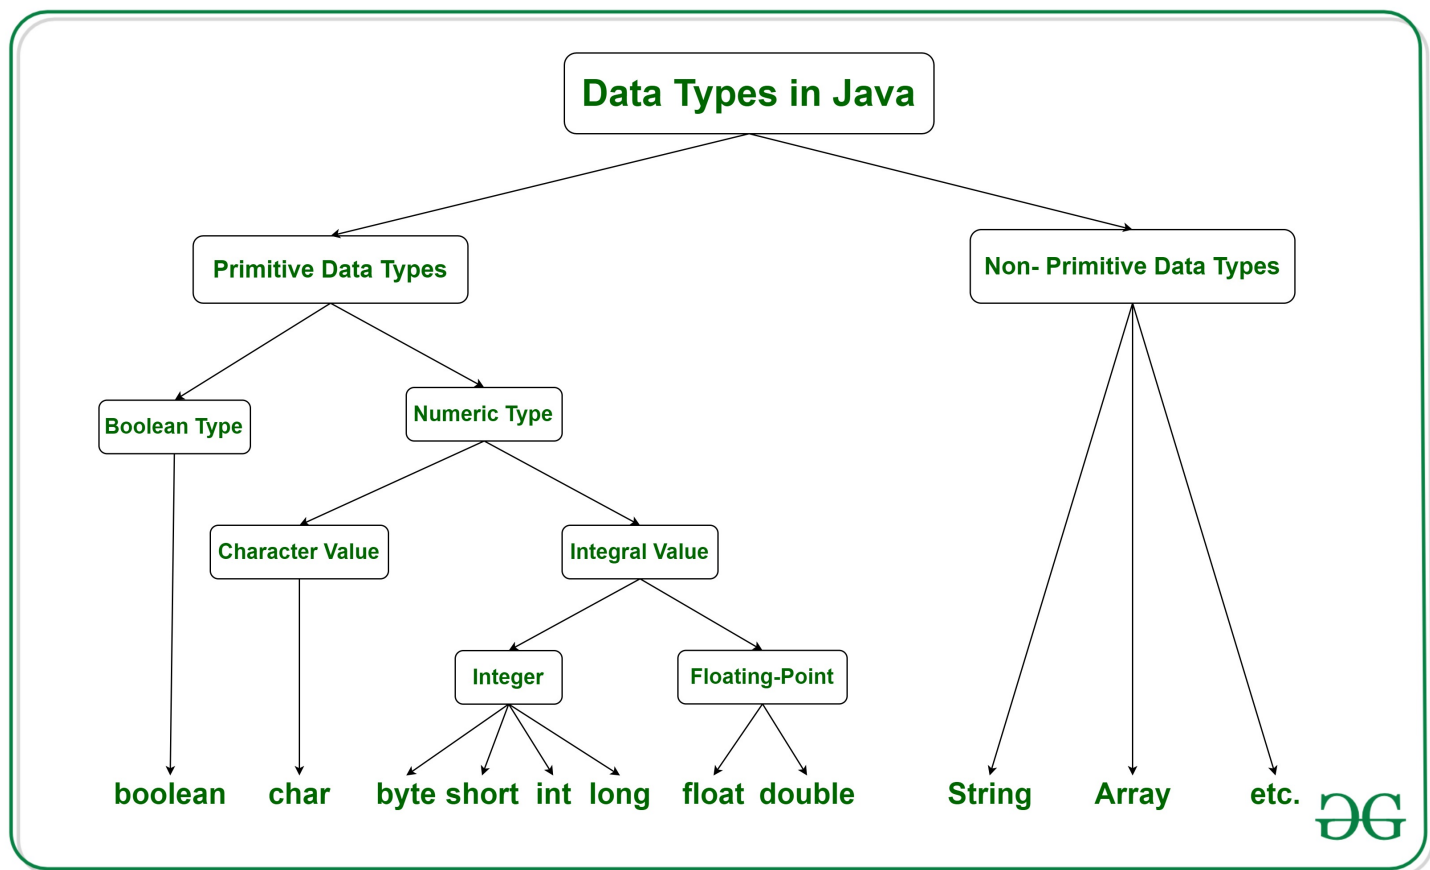 Data Types in Java
Primitive Data Types
Non- Primitive Data Types
Boolean Type
Numeric Type
Character Value
Integral Value
Integer
Floating-Point
boolean
char
byte
short
int
long
float
double
String
Array
etc.